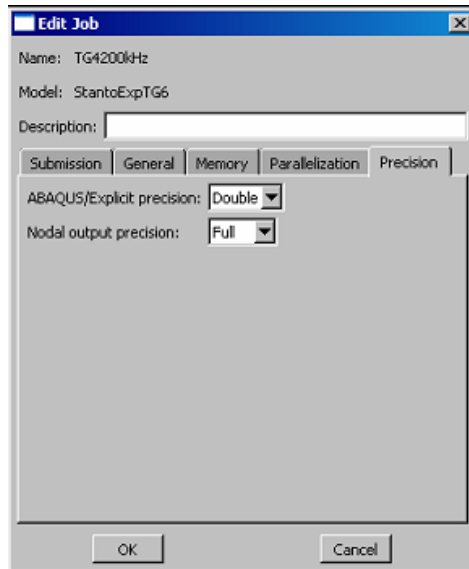 Edit Job
Name: TG4200kHz
Model: StantoExpTG6
Description:
Submission General Memory Parallelization Precision
ABAQUS/Explicit precision: Double
Nodal output precision: Full
OK Cancel